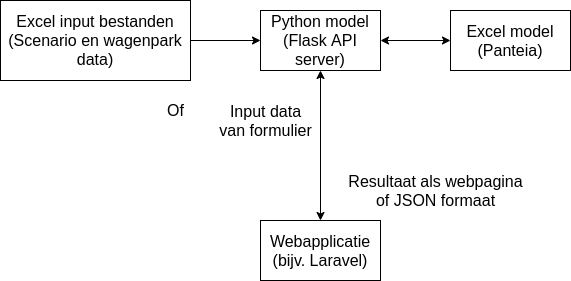 Excel input bestanden
(Scenario en wagenpark
data)
Python model
(Flask API
server)
Excel model
(Panteia)
Of
Input data
van formulier
Resultaat als webpagina
of JSON formaat
Webapplicatie
(bijv. Laravel)